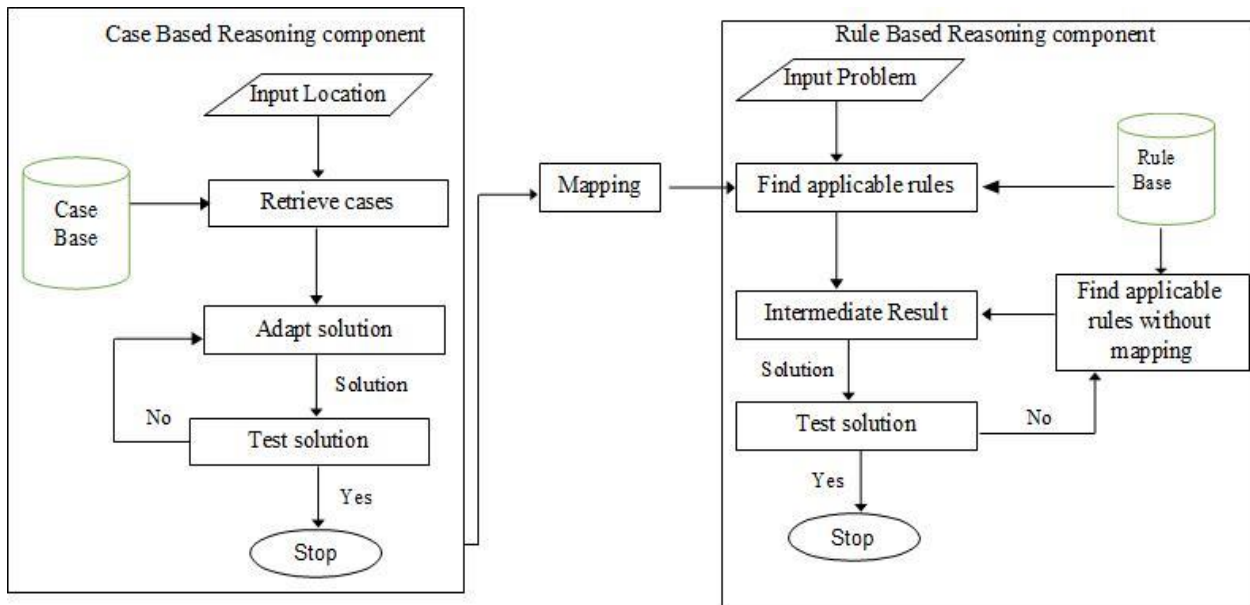 Case Based Reasoning component
Input Location
Case
Base
Retrieve cases
Adapt solution
Solution
No
Test solution
Yes
Stop
Mapping
Rule Based Reasoning component
Input Problem
Rule
Base
Find applicable rules
Intermediate Result
Find applicable
rules without
mapping
Solution
Test solution
No
Yes
Stop